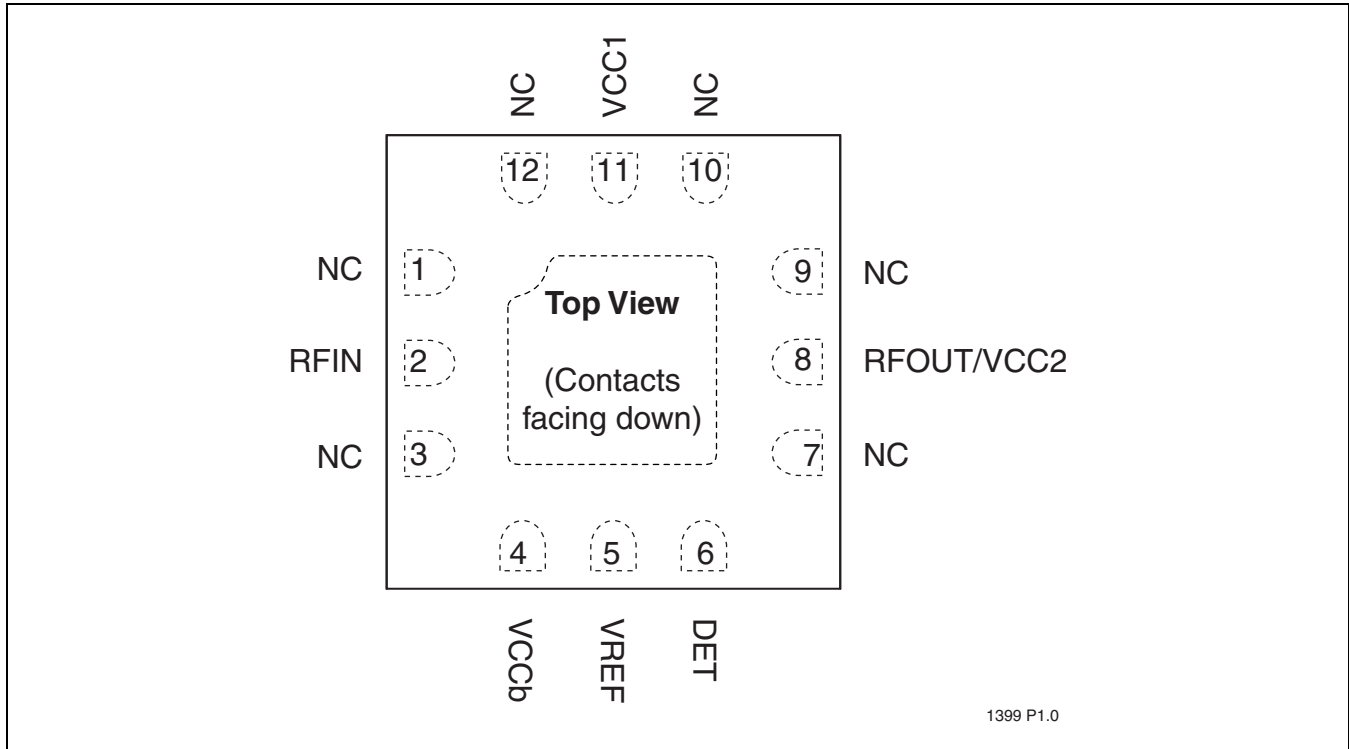 NC
VCC1
NC
12
11
10
NC
1
9
NC
Top View
RFIN
2
8
RFOUT/VCC2
(Contacts
facing down)
NC
3
7
NC
4
5
6
VCCb
VREF
DET
1399 P1.0